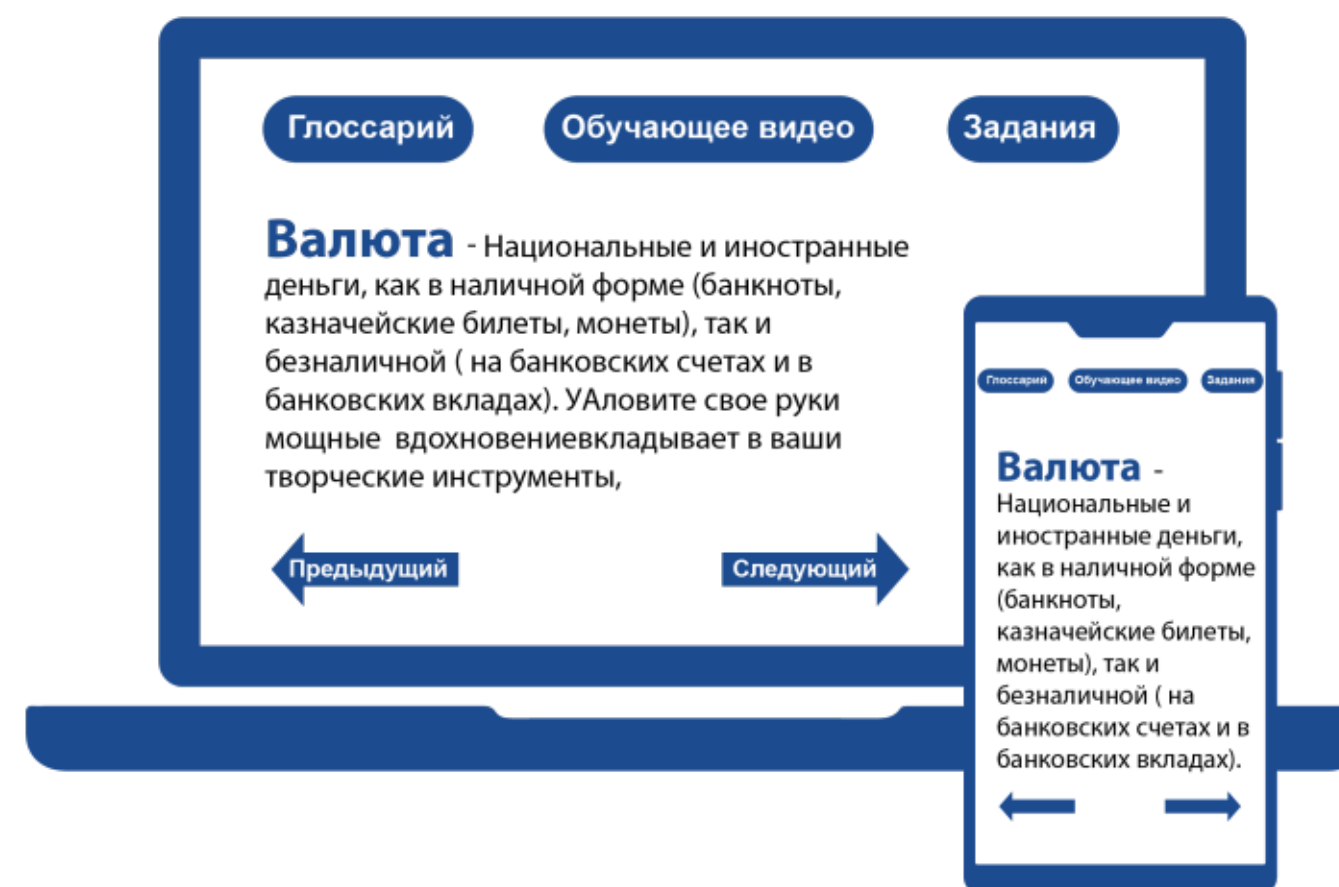 Глоссарий Обучающее видео Задания
Валюта - Национальные и иностранные
деньги, как в наличной форме (банкноты,
казначейские билеты, монеты), так и
безналичной ( на банковских счетах и в
банковских вкладах). УАловите свое руки
мощные вдохновениевкладывает в ваши
творческие инструменты,
Предыдущий Следующий
Глоссарий Обучающее видео Задания
Валюта -
Национальные и
иностранные деньги,
как в наличной форме
(банкноты,
казначейские билеты,
монеты), так и
безналичной ( на
банковских счетах и в
банковских вкладах).